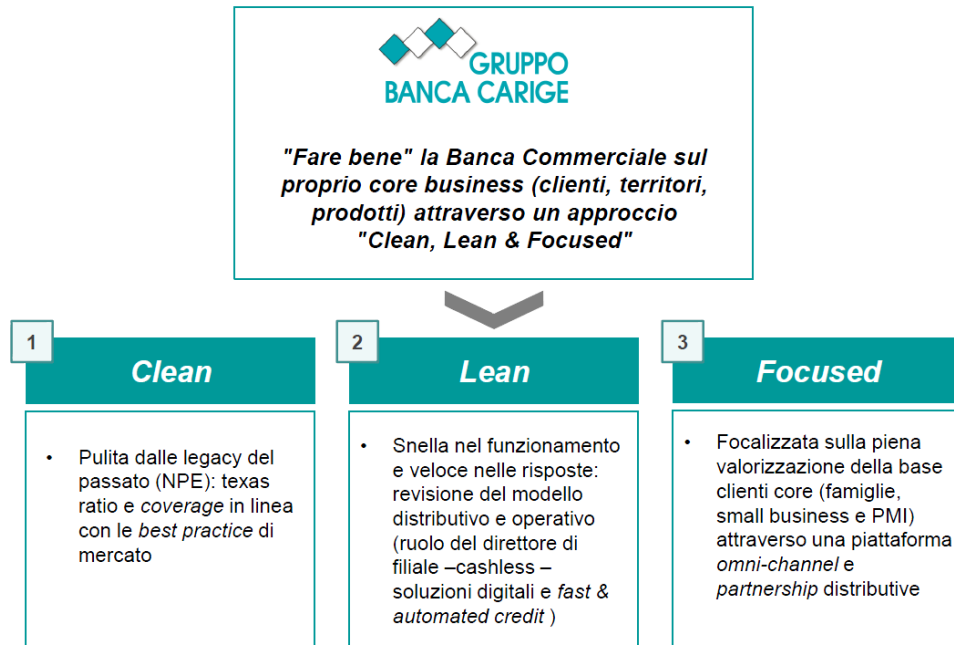 GRUPPO
BANCA CARIGE
"Fare bene" la Banca Commerciale sul
proprio core business (clienti, territori,
prodotti) attraverso un approccio
"Clean, Lean & Focused"
1
Clean
• Pulita dalle legacy del
passato (NPE): texas
ratio e coverage in linea
con le best practice di
mercato
2
Lean
• Snella nel funzionamento
e veloce nelle risposte:
revisione del modello
distributivo e operativo
(ruolo del direttore di
filiale –cashless –
soluzioni digitali e fast &
automated credit )
3
Focused
• Focalizzata sulla piena
valorizzazione della base
clienti core (famiglie,
small business e PMI)
attraverso una piattaforma
omni-channel e
partnership distributive